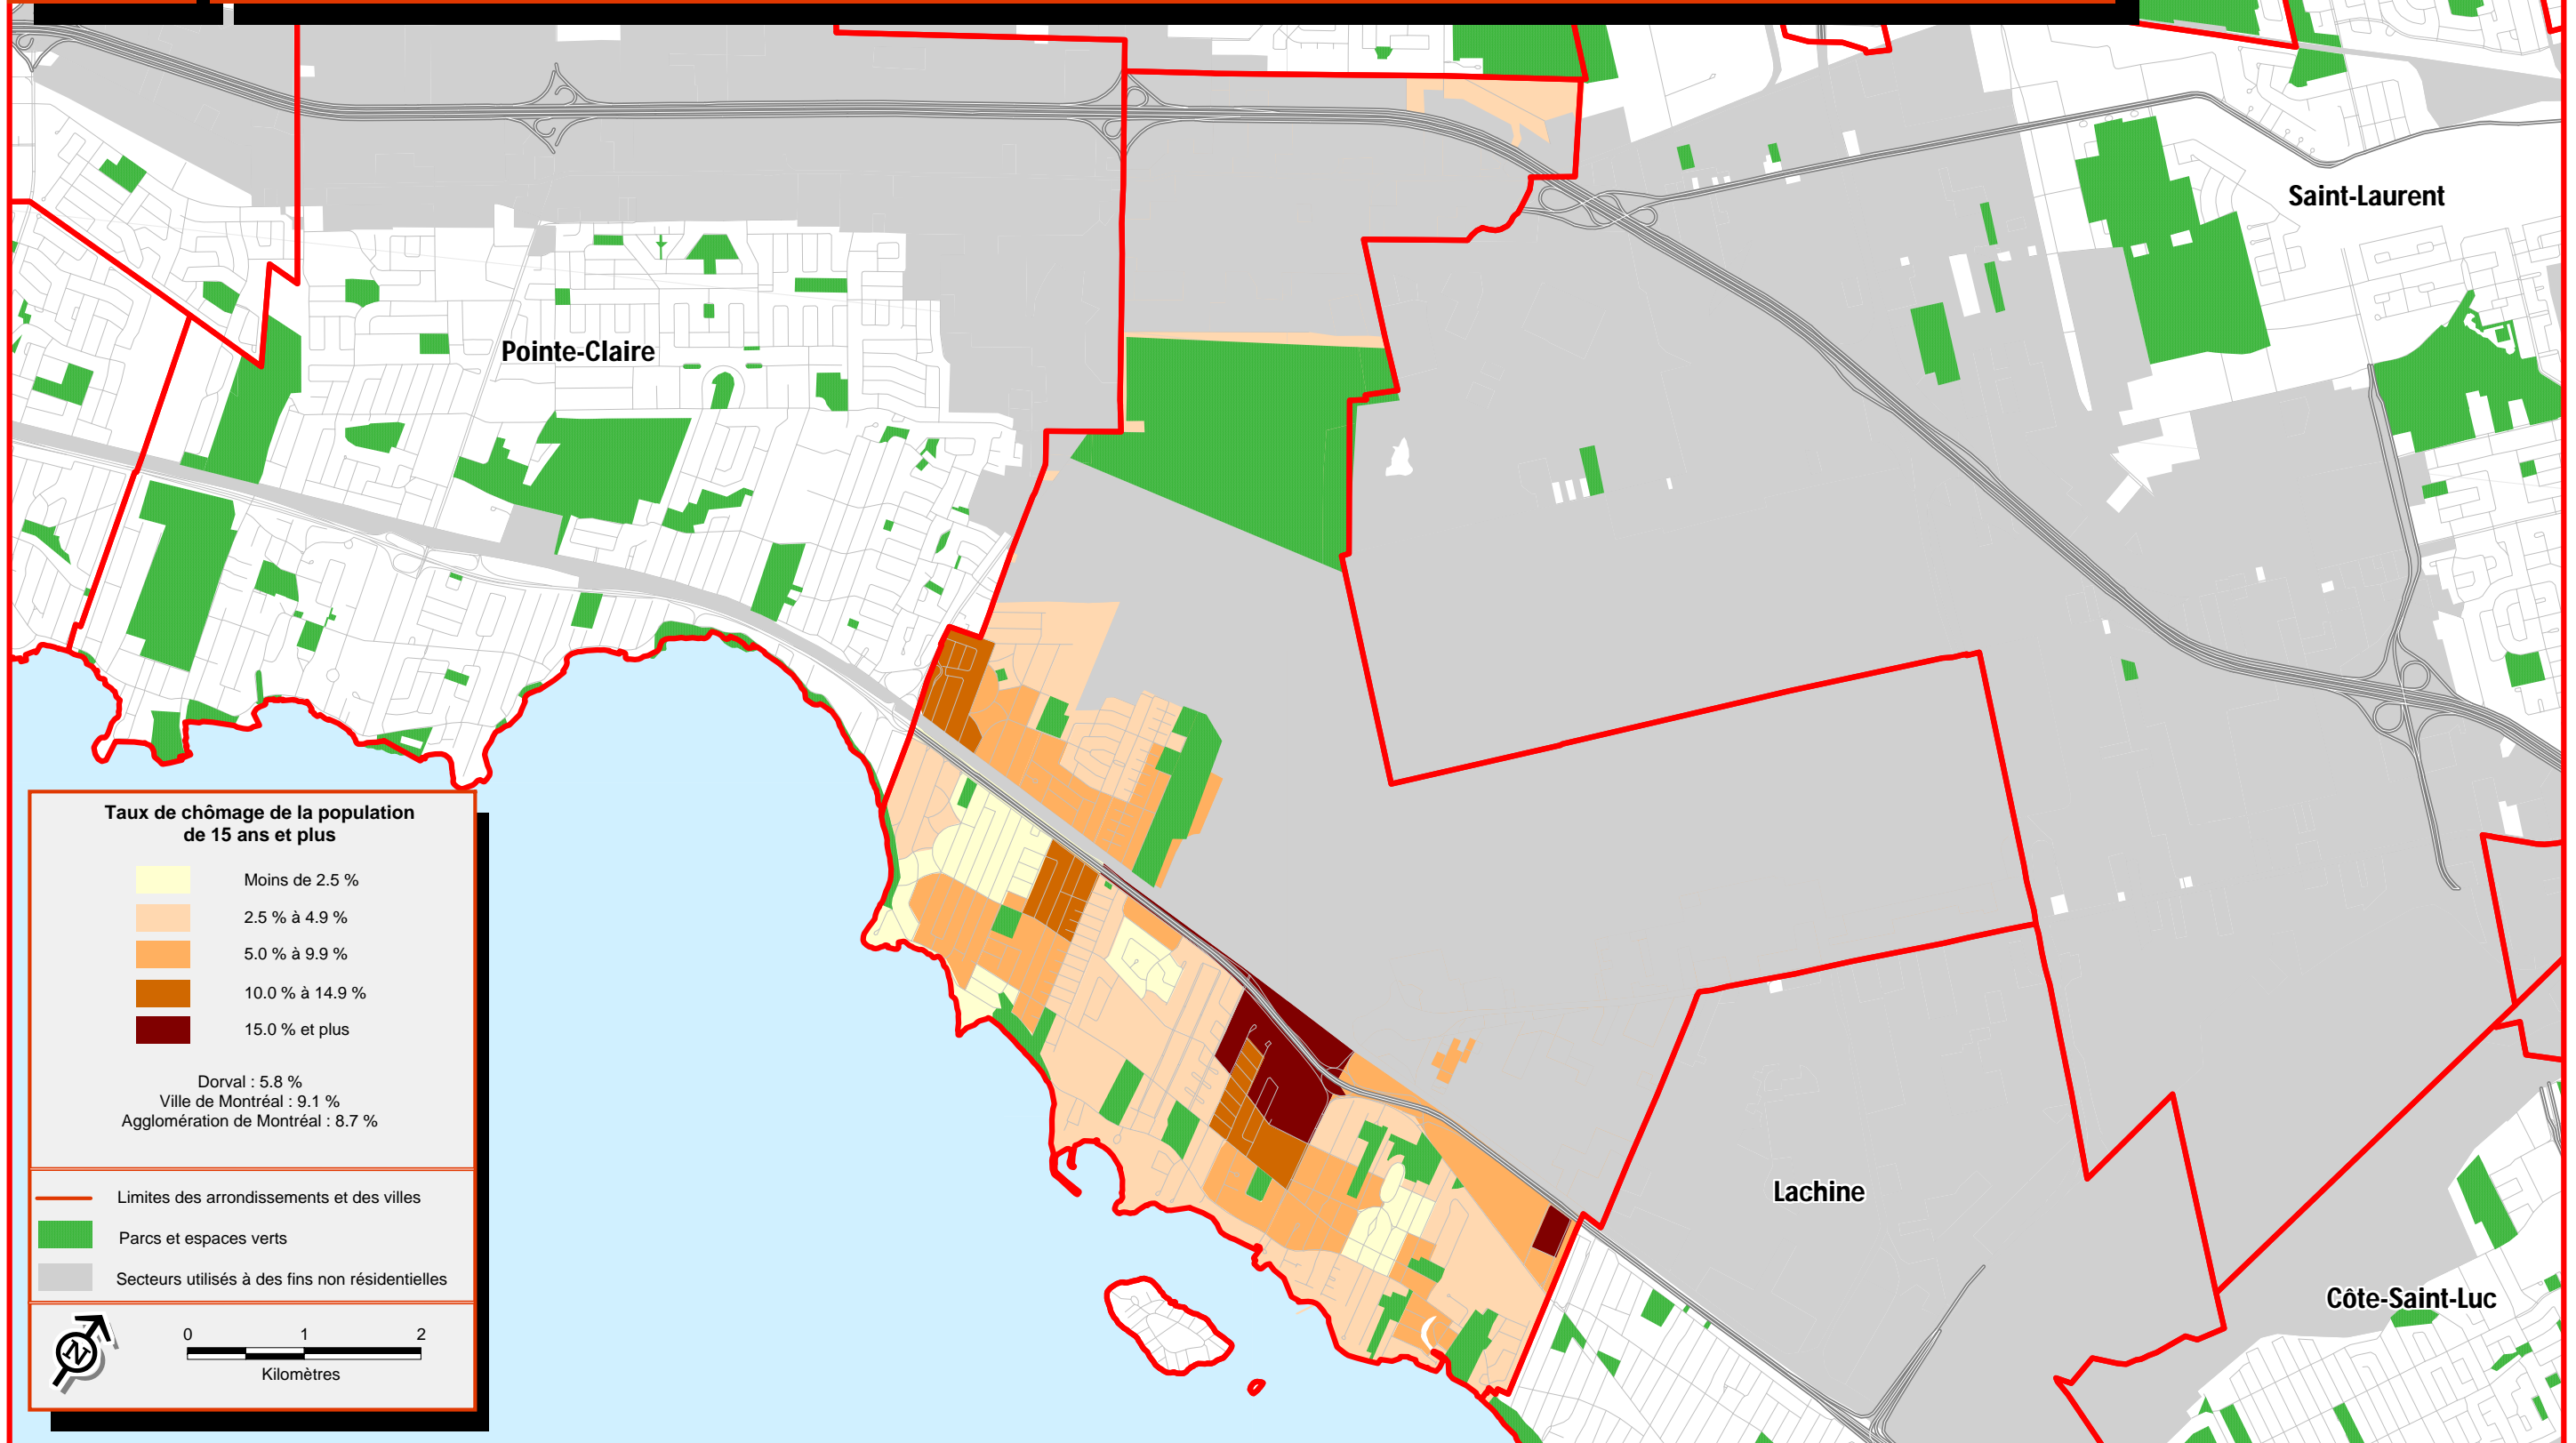 Saint-Laurent
Pointe-Claire
Lachine
Côte-Saint-Luc
Taux de chômage de la population
de 15 ans et plus
Moins de 2.5 %
2.5 % à 4.9 %
5.0 % à 9.9 %
10.0 % à 14.9 %
15.0 % et plus
Dorval : 5.8 %
Ville de Montréal : 9.1 %
Agglomération de Montréal : 8.7 %
Limites des arrondissements et des villes
Parcs et espaces verts
Secteurs utilisés à des fins non résidentielles
N
0 1 2
Kilomètres